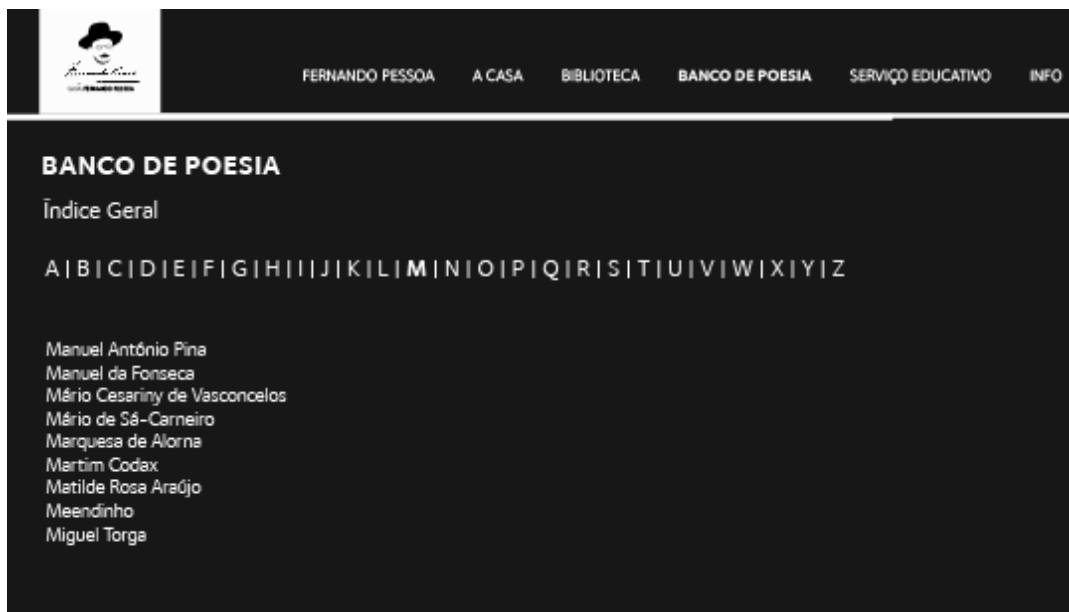 FERNANDO PESSOA A CASA BIBLIOTECA BANCO DE POESIA SERVIÇO EDUCATIVO INFO
BANCO DE POESIA
Índice Geral
A | B | C | D | E | F | G | H | I | J | K | L | M | N | O | P | Q | R | S | T | U | V | W | X | Y | Z
Manuel António Pina
Manuel da Fonseca
Mário Cesariny de Vasconcelos
Mário de Sá-Carneiro
Marquesa de Alorna
Martim Codax
Matilde Rosa Araújo
Meendinho
Miguel Torga